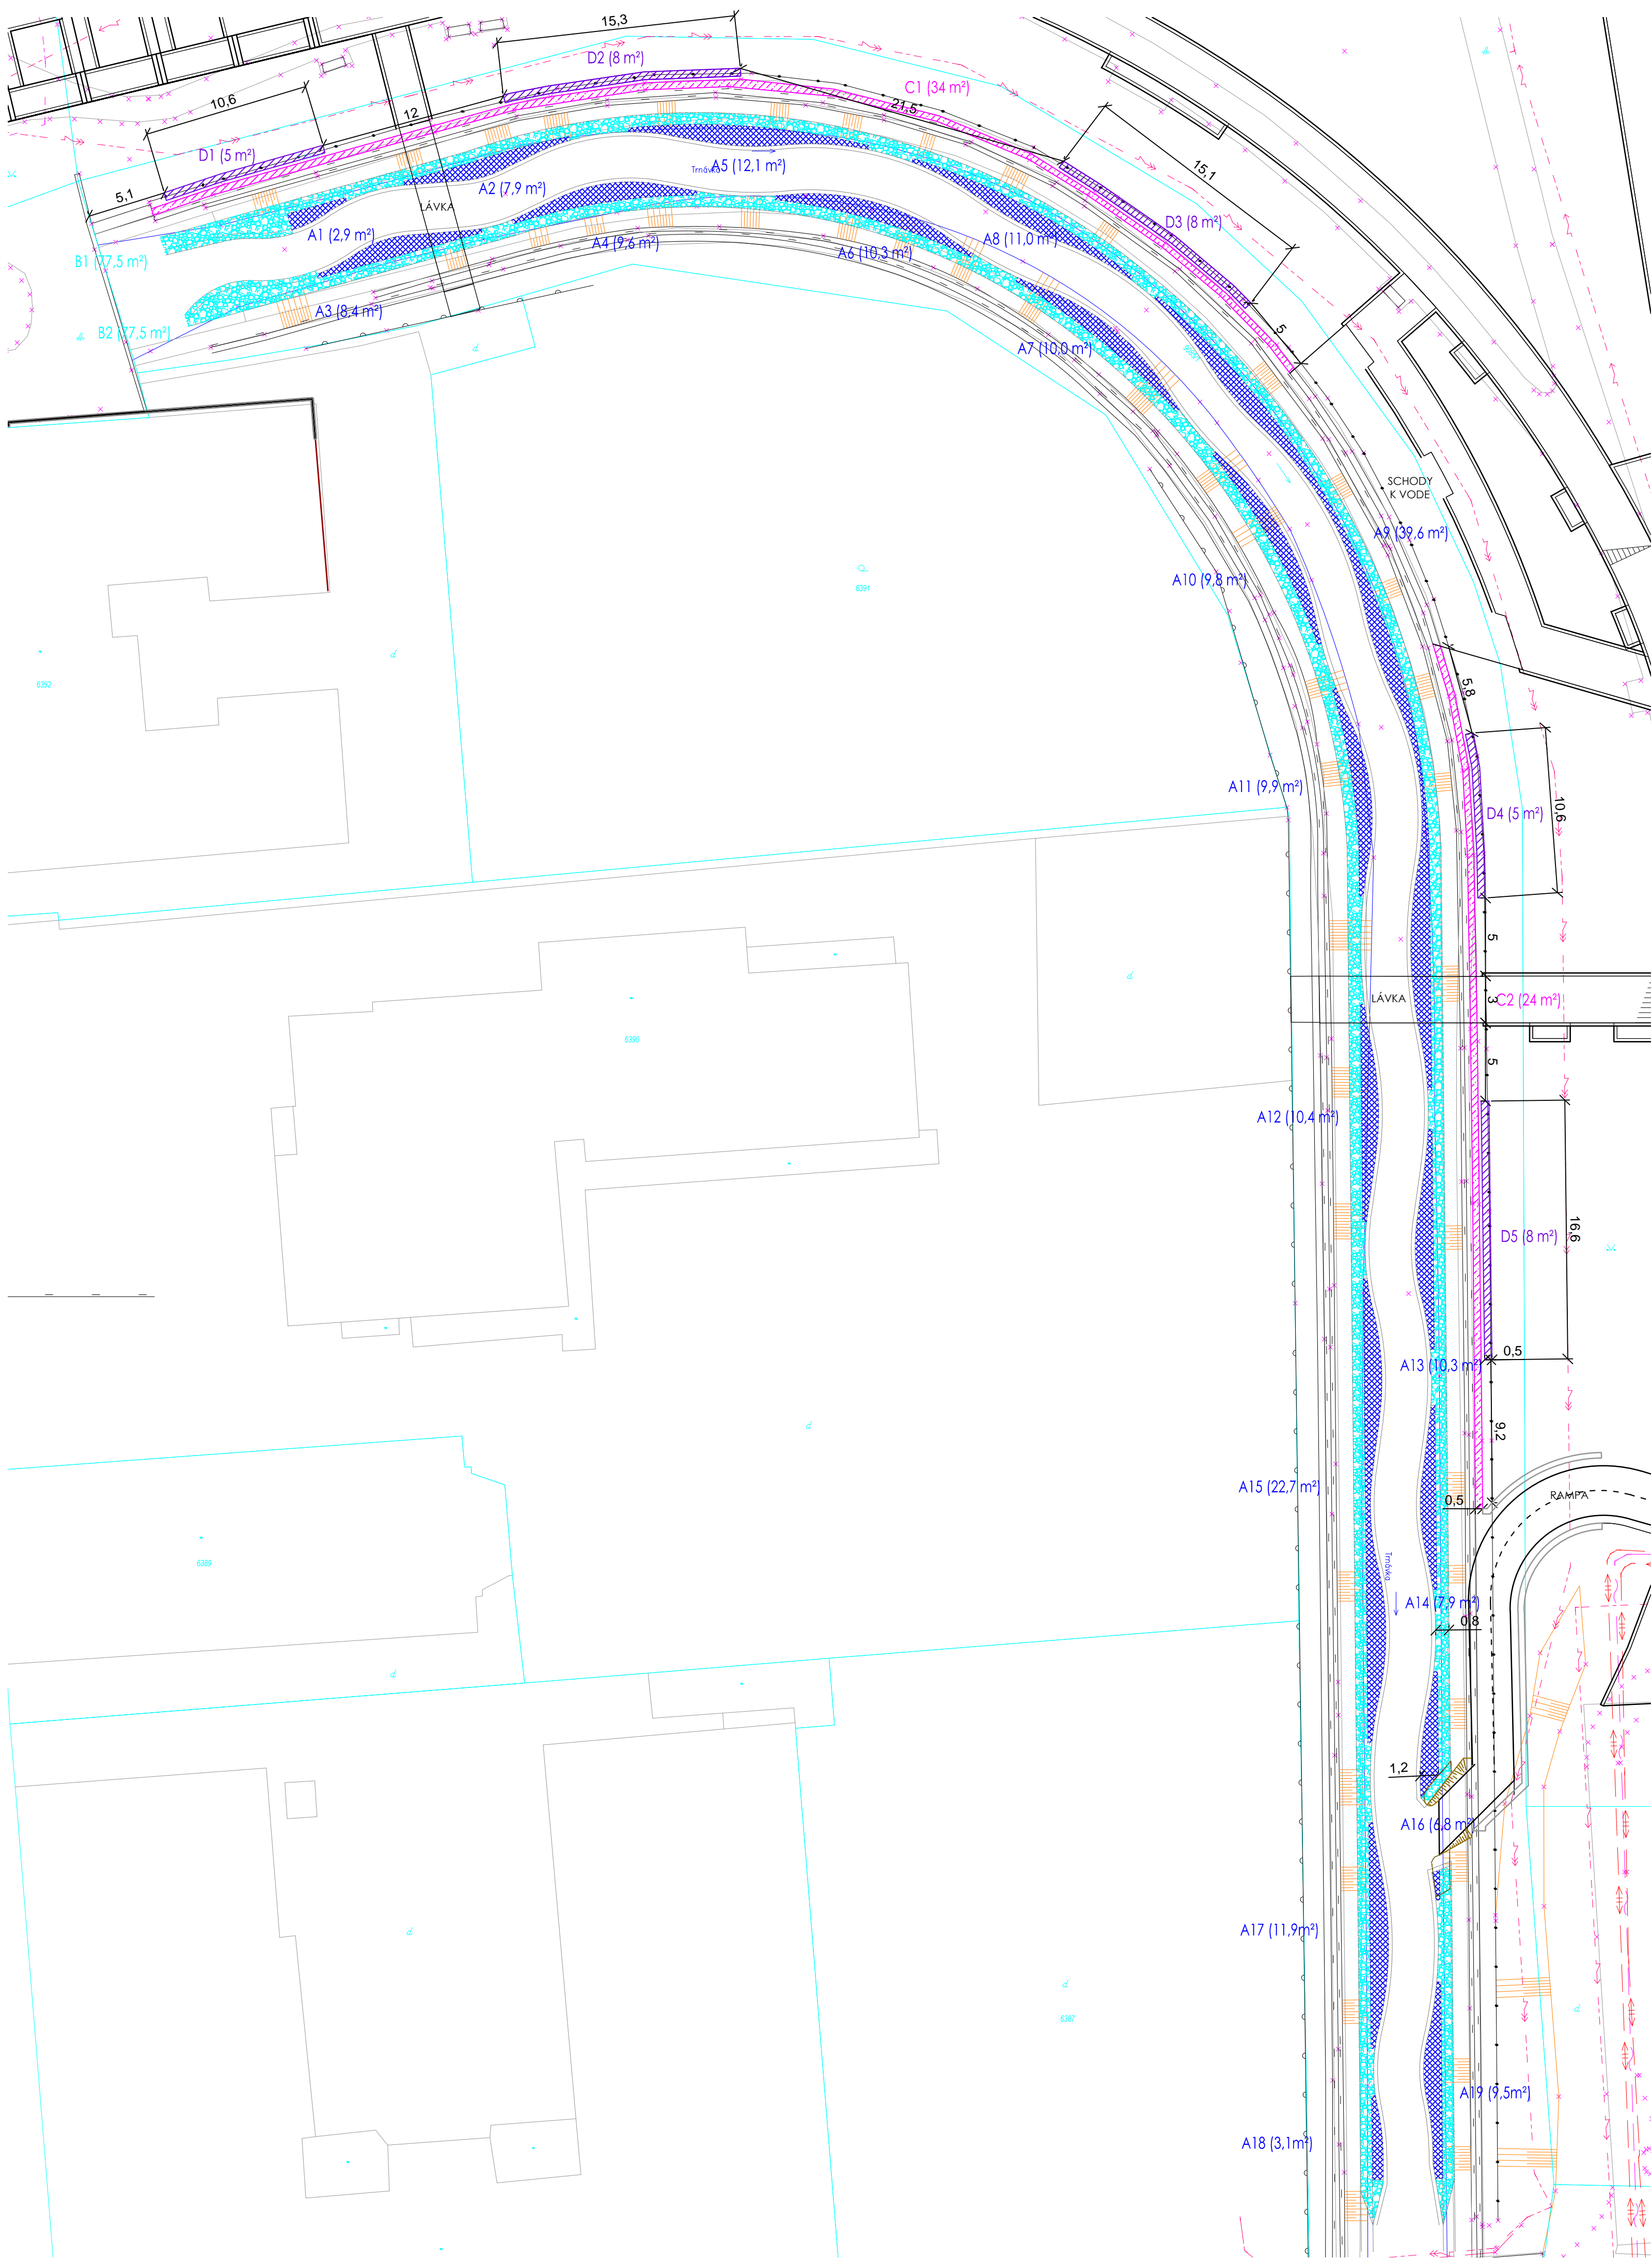 15,3
D2 (8 m²)
C1 (34 m²)
10,6
12
21,5
D1 (5 m²)
15,1
A5 (12,1 m²)
Trnávka
A2 (7,9 m²)
5,1
LÁVKA
D3 (8 m²)
A1 (2,9 m²)
A4 (9,6 m²)
A8 (11,0 m²)
A6 (10,3 m²)
B1 (77,5 m²)
A3 (8,4 m²)
B2 (77,5 m²)
5
A7 (10,0 m²)
SCHODY
K VODE
A9 (39,6 m²)
A10 (9,8 m²)
6391
6392
5,8
A11 (9,9 m²)
D4 (5 m²)
10,6
5
LÁVKA
3
C2 (24 m²)
6390
5
A12 (10,4 m²)
D5 (8 m²)
16,6
0,5
A13 (10,3 m²)
9,2
A15 (22,7 m²)
0,5
RAMPA
6389
Trnávka
A14 (7,9 m²)
0,8
1,2
A16 (6,8 m²)
A17 (11,9m²)
6387
A19 (9,5m²)
A18 (3,1m²)